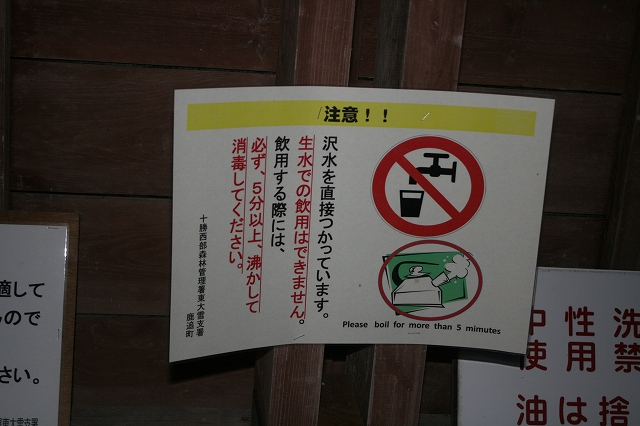 注意！！
沢水を直接つかっています。
生水での飲用はできません。
飲用する際には、
必ず、５分以上、沸かして
消毒してください。
十勝西部森林管理署東大雪支署
鹿追町
Please boil for more than 5 mimutes
適して
ので
さい。
中性洗
使用禁
油は捨